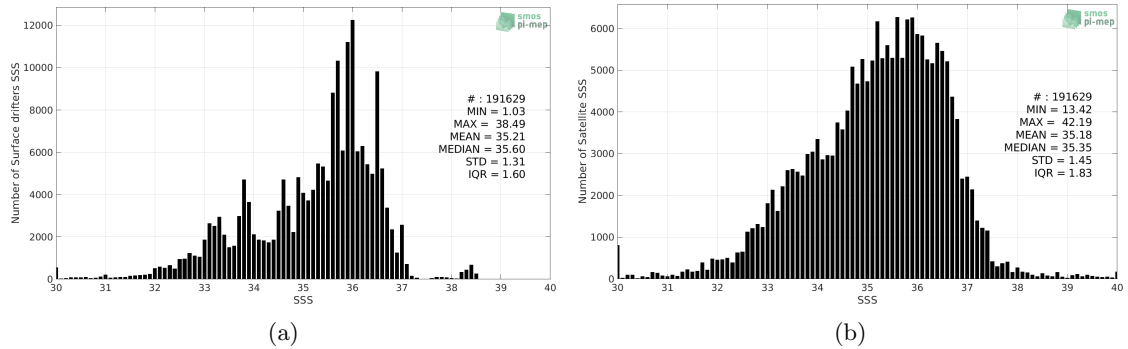 smos
pi-mep
12000
10000
8000
6000
4000
2000
0
Number of Surface drifters SSS
# : 191629
MIN = 1.03
MAX = 38.49
MEAN = 35.21
MEDIAN = 35.60
STD = 1.31
IQR = 1.60
30 31 32 33 34 35 36 37 38 39 40
SSS
(a)
smos
pi-mep
6000
5000
4000
3000
2000
1000
0
Number of Satellite SSS
# : 191629
MIN = 13.42
MAX = 42.19
MEAN = 35.18
MEDIAN = 35.35
STD = 1.45
IQR = 1.83
30 31 32 33 34 35 36 37 38 39 40
SSS
(b)